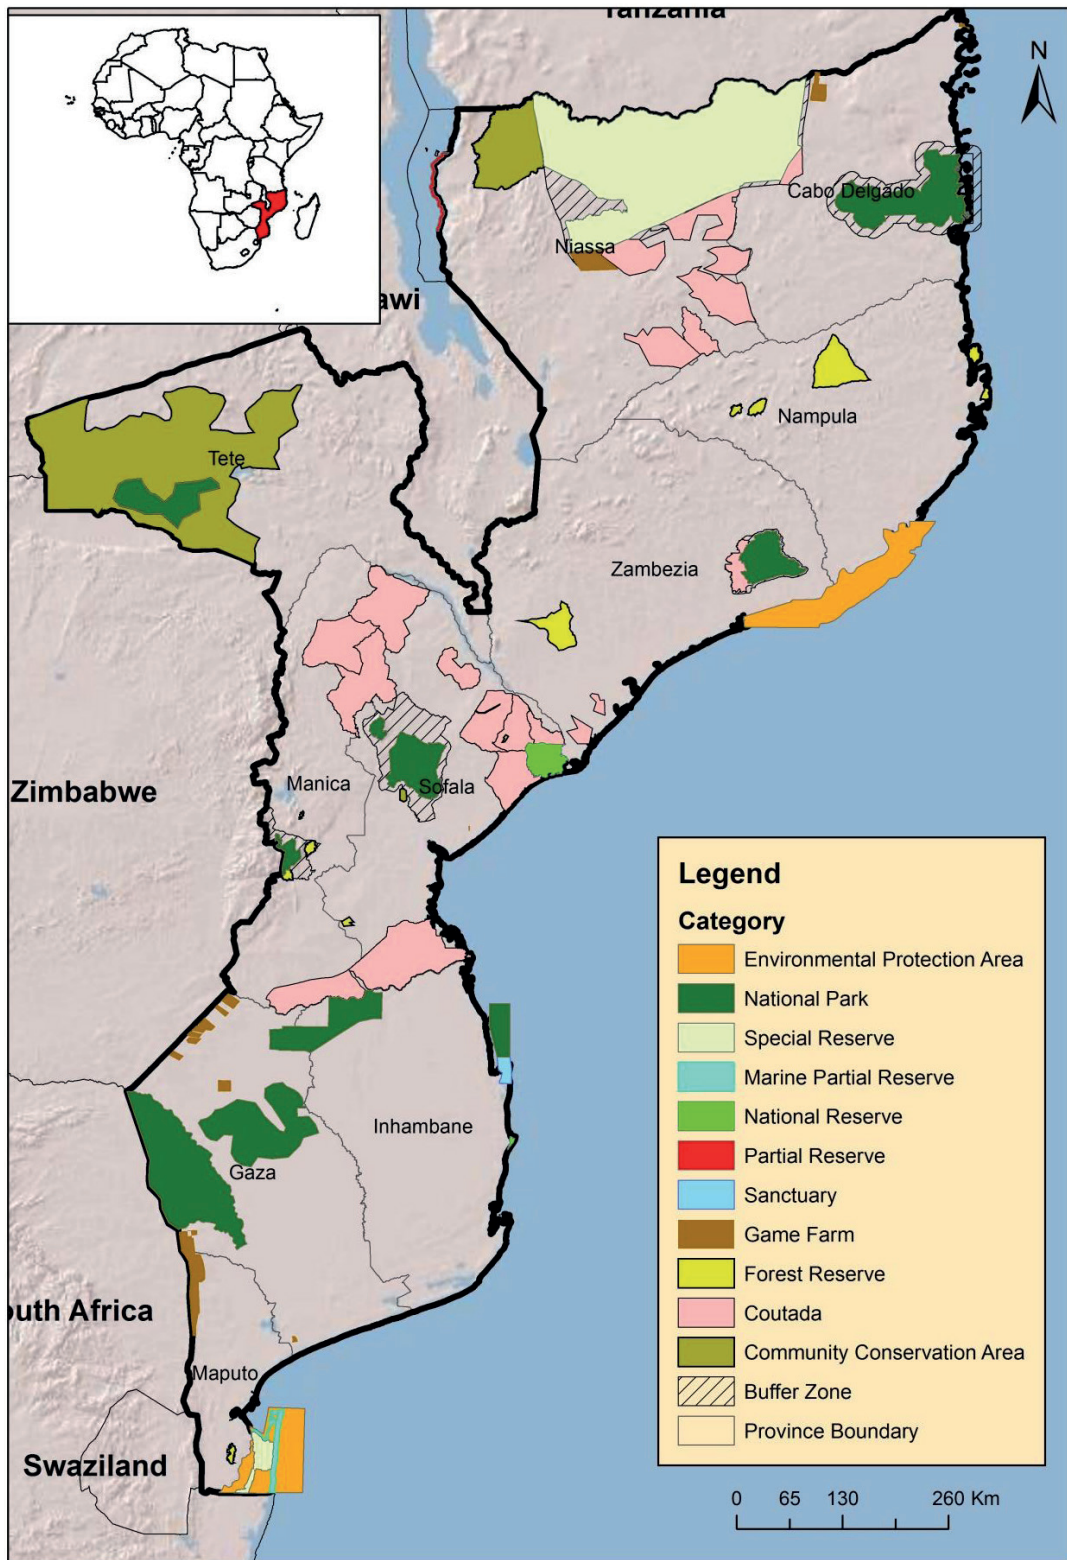 Tanzania
N
Cabo Delgado
Niassa
awi
Nampula
Tete
Zambezia
Manica
Sofala
Zimbabwe
Legend
Category
Environmental Protection Area
National Park
Special Reserve
Marine Partial Reserve
National Reserve
Partial Reserve
Sanctuary
Game Farm
Forest Reserve
Coutada
Community Conservation Area
Buffer Zone
Province Boundary
Inhambane
Gaza
outh Africa
Maputo
Swaziland
0 65 130 260 Km